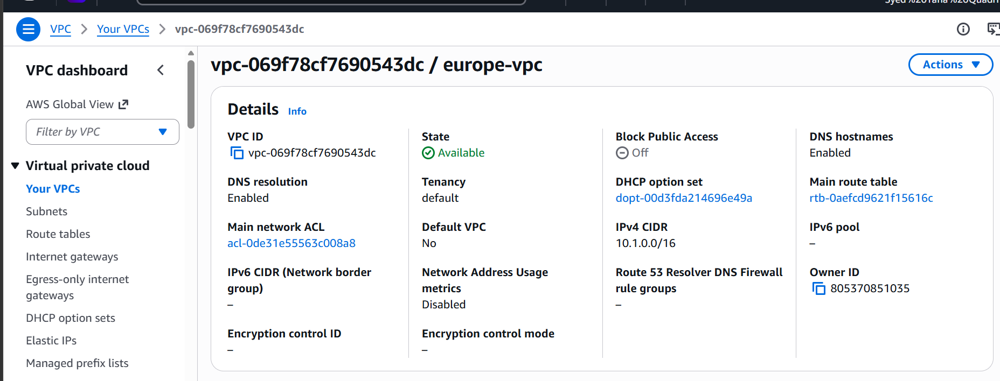 VPC
Your VPCs
vpc-069f78cf7690543dc
VPC dashboard
AWS Global View
Filter by VPC
Virtual private cloud
Your VPCs
Subnets
Route tables
Internet gateways
Egress-only internet
gateways
DHCP option sets
Elastic IPs
Managed prefix lists
vpc-069f78cf7690543dc / europe-vpc
Actions
Details Info
VPC ID
vpc-069f78cf7690543dc
State
Available
Block Public Access
Off
DNS hostnames
Enabled
DNS resolution
Enabled
Tenancy
default
DHCP option set
dopt-00d3fda214696e49a
Main route table
rtb-0aefcd9621f15616c
Main network ACL
acl-0de31e55563c008a8
Default VPC
No
IPv4 CIDR
10.1.0.0/16
IPv6 pool
–
IPv6 CIDR (Network border
group)
–
Network Address Usage
metrics
Disabled
Route 53 Resolver DNS Firewall
rule groups
–
Owner ID
805370851035
Encryption control ID
–
Encryption control mode
–